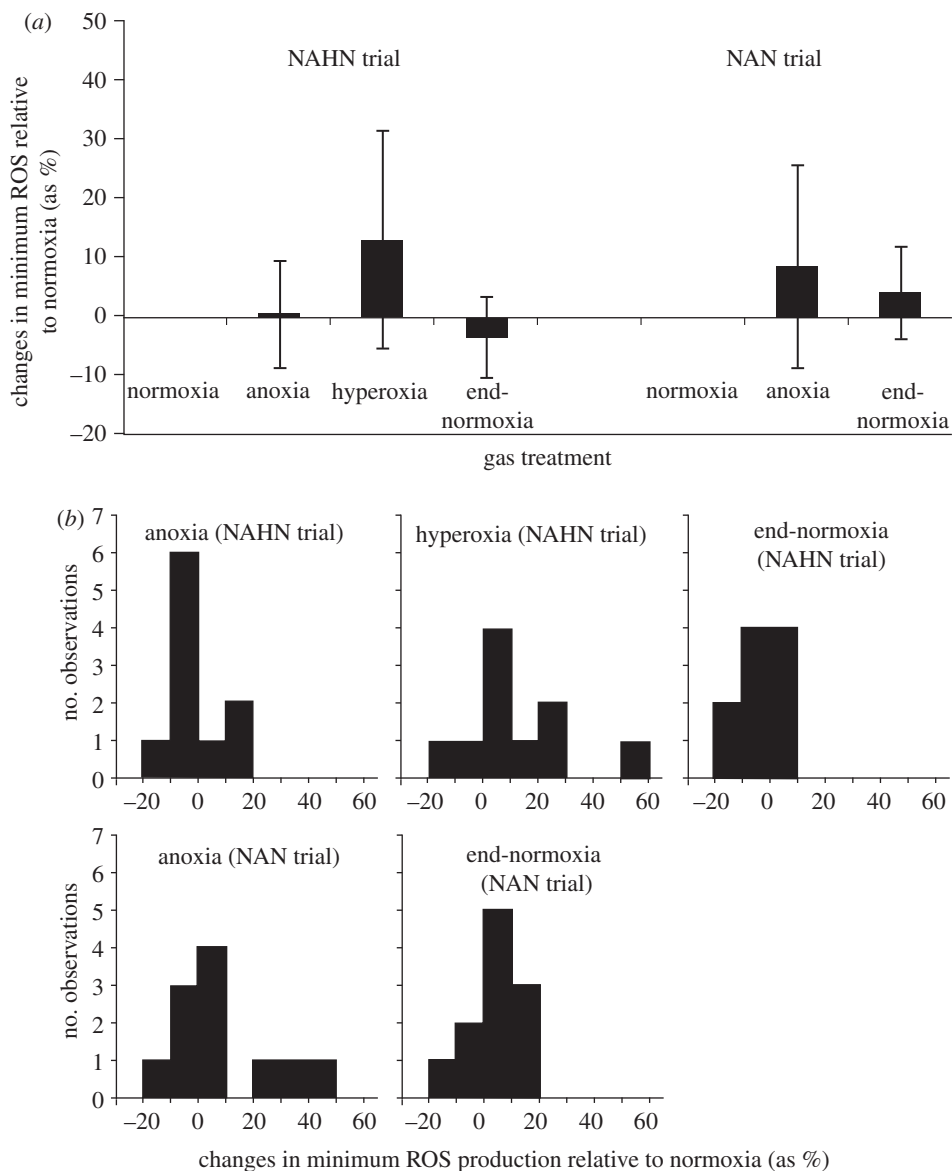 (a)
changes in minimum ROS relative
to normoxia (as %)
50
40
30
20
10
0
–10
–20
NAHN trial
NAN trial
normoxia
anoxia
hyperoxia
end-
normoxia
normoxia
anoxia
end-
normoxia
gas treatment
(b)
no. observations
7
6
5
4
3
2
1
0
anoxia (NAHN trial)
–20 0 20 40 60
hyperoxia (NAHN trial)
–20 0 20 40 60
end-normoxia
(NAHN trial)
–20 0 20 40 60
no. observations
7
6
5
4
3
2
1
0
anoxia (NAN trial)
–20 0 20 40 60
end-normoxia
(NAN trial)
–20 0 20 40 60
changes in minimum ROS production relative to normoxia (as %)